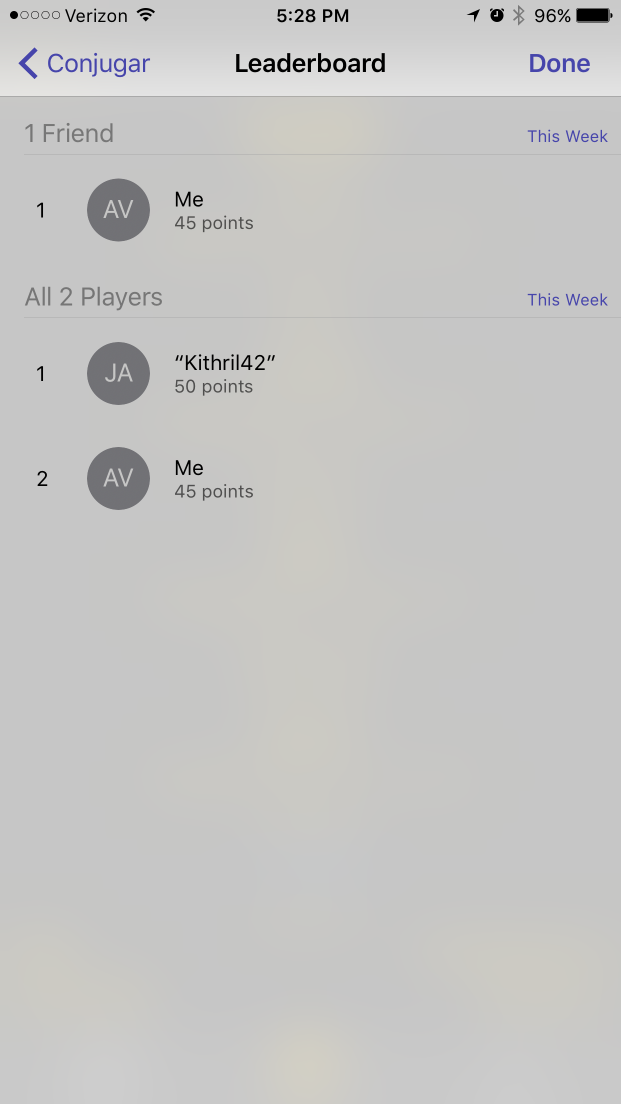 Verizon 5:28 PM 96%
Conjugar Leaderboard Done
1 Friend This Week
1 AV Me
45 points
All 2 Players This Week
1 JA “Kithril42”
50 points
2 AV Me
45 points